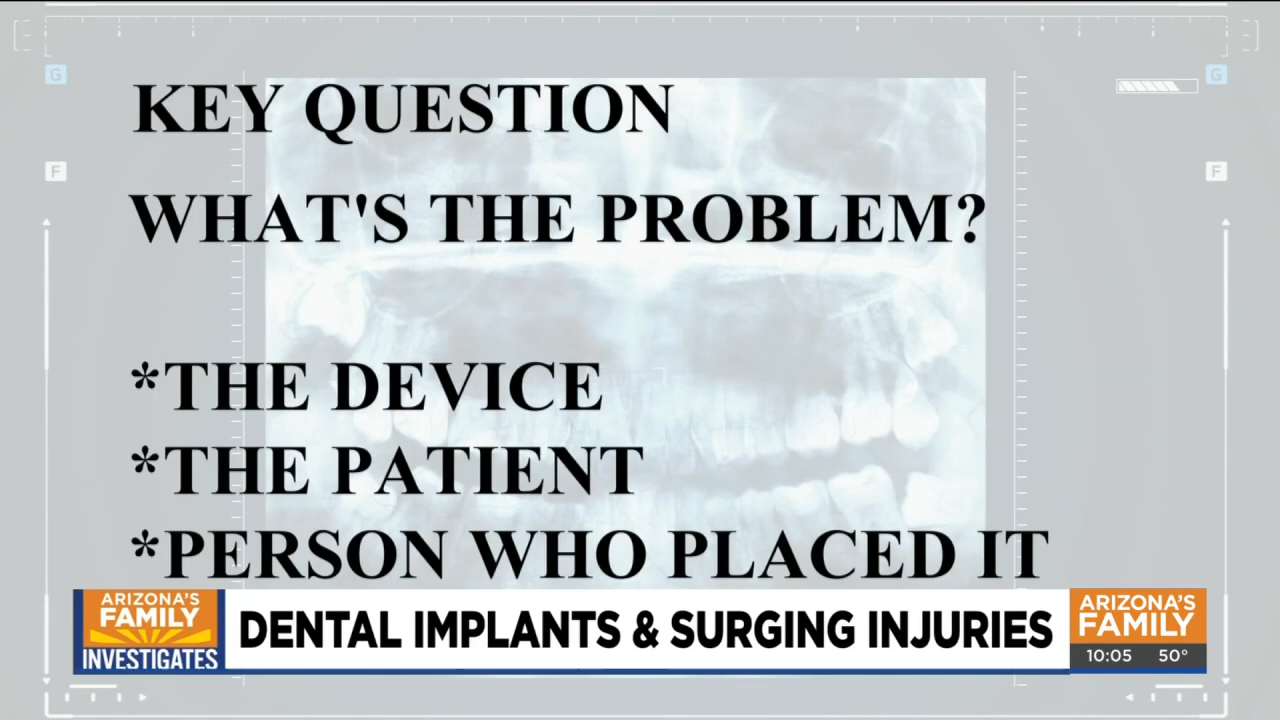 G
G
F
F
KEY QUESTION
WHAT'S THE PROBLEM?
*THE DEVICE
*THE PATIENT
*PERSON WHO PLACED IT
ARIZONA'S
FAMILY
INVESTIGATES
DENTAL IMPLANTS & SURGING INJURIES
ARIZONA'S
FAMILY
10:05 50°